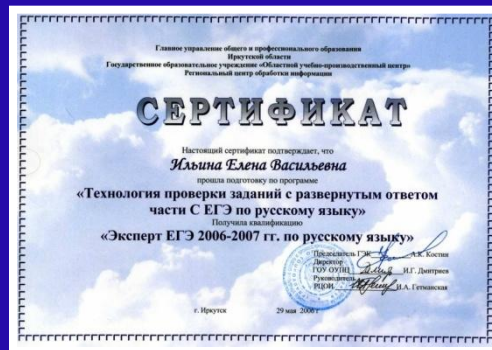 Главное управление общего и профессионального образования
Иркутской области
Государственное образовательное учреждение «Областной учебно-производственный центр»
Региональный центр обработки информации
СЕРТИФИКАТ
Настоящий сертификат подтверждает, что
Ильина Елена Васильевна
прошла подготовку по программе
«Технология проверки заданий с развернутым ответом
части С ЕГЭ по русскому языку»
Получила квалификацию
«Эксперт ЕГЭ 2006-2007 гг. по русскому языку»
Председатель ГЭК А.К. Костин
Директор
ГОУ ОУПЦ И.Г. Дмитриев
Руководитель
РЦОИ И.А. Гетманская
г. Иркутск 29 мая 2006 г